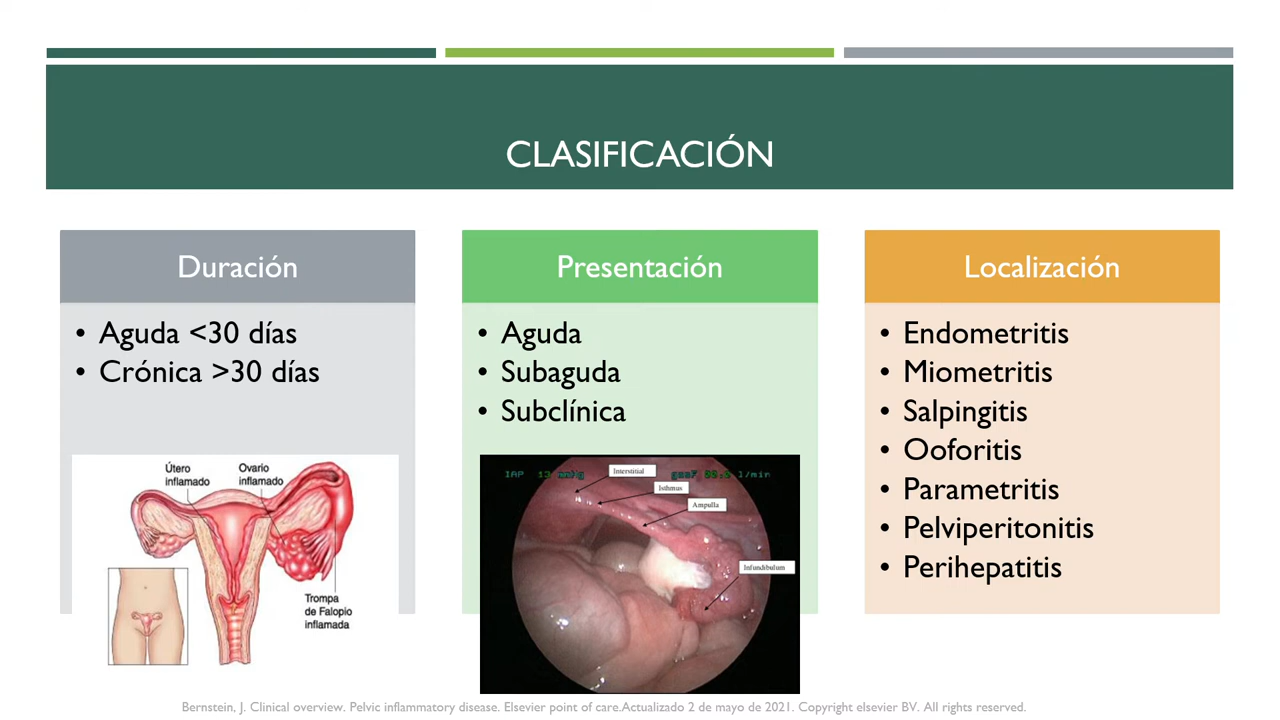 CLASIFICACIÓN
Duración
• Aguda <30 días
• Crónica >30 días
Útero
inflamado
Ovario
inflamado
Trompa
de Falopio
inflamada
Presentación
• Aguda
• Subaguda
• Subclínica
Interstitial
Isthmus
Ampulla
Infundibulum
Localización
• Endometritis
• Miometritis
• Salpingitis
• Ooforitis
• Parametritis
• Pelviperitonitis
• Perihepatitis
Bernstein, J. Clinical overview. Pelvic inflammatory disease. Elsevier point of care.Actualizado 2 de mayo de 2021. Copyright elsevier BV. All rights reserved.